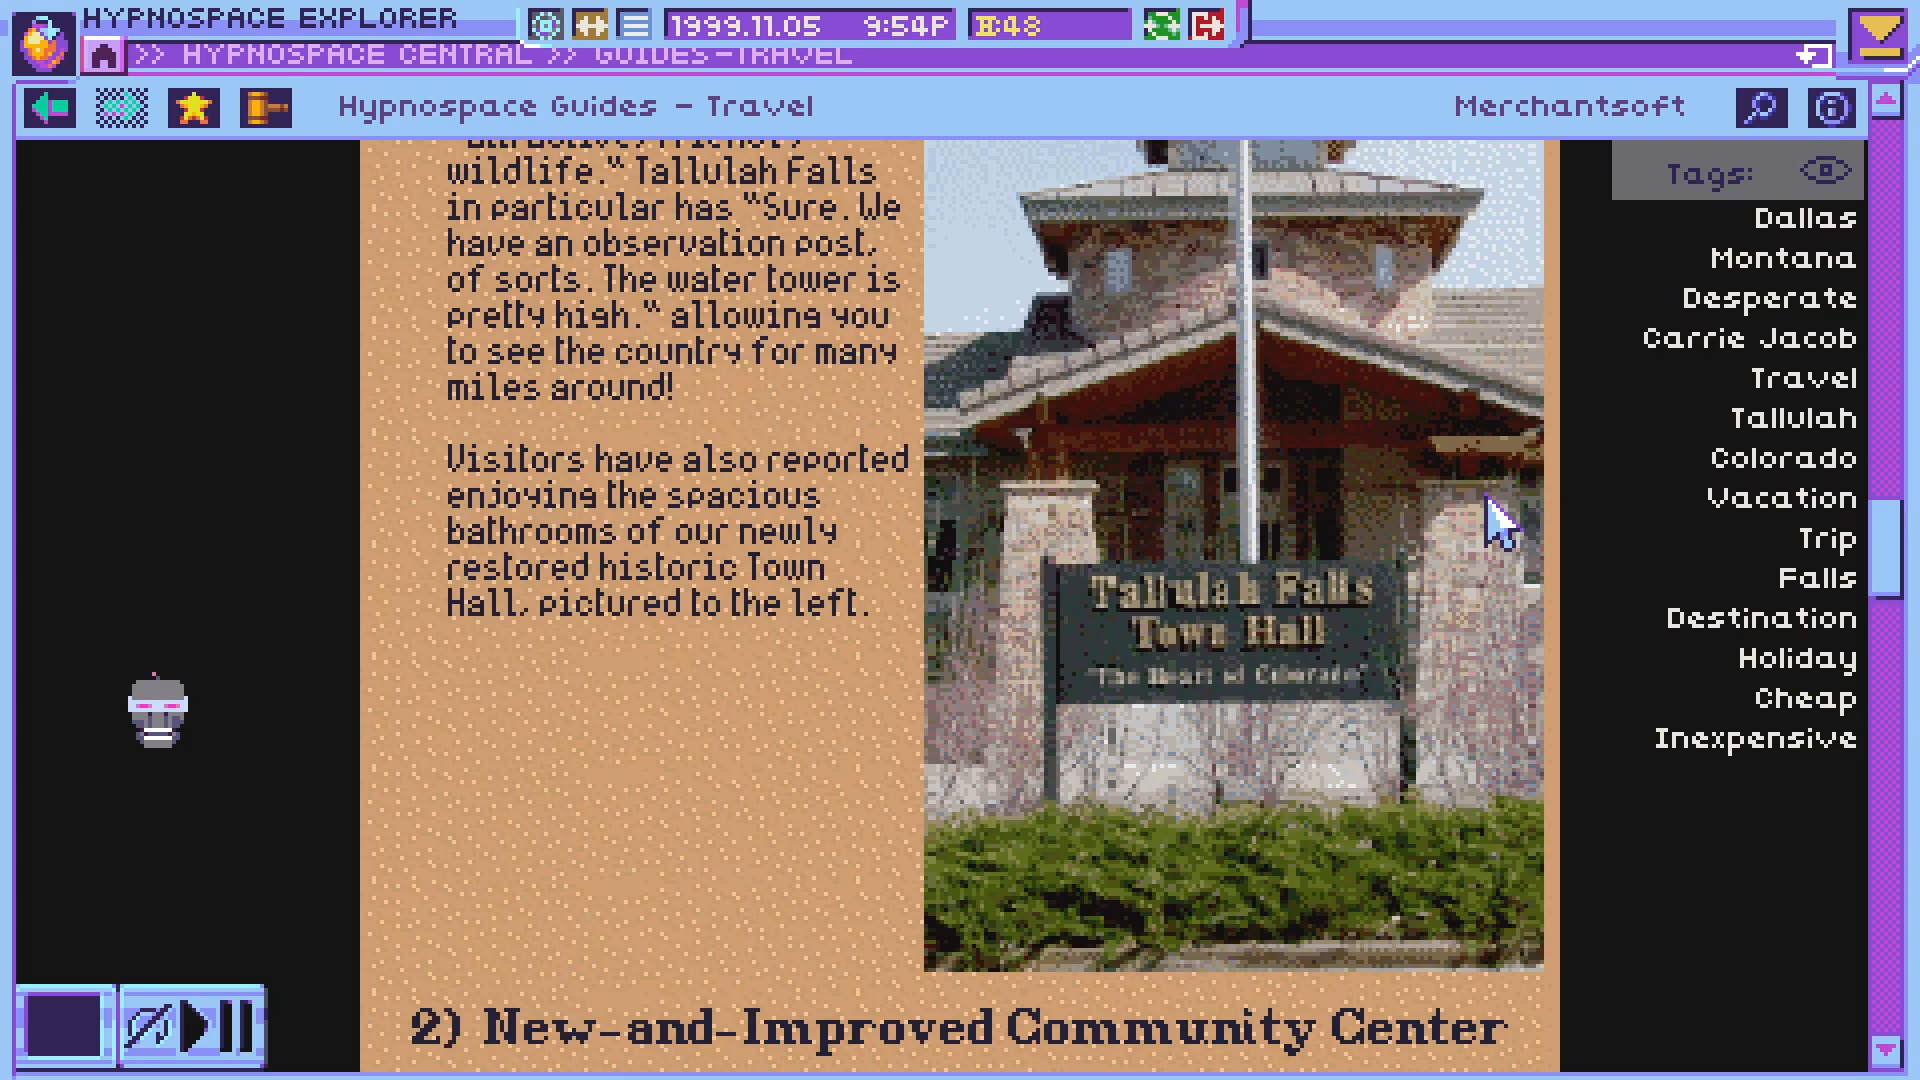 HYPNOSPACE EXPLORER
1999.11.05 9:54P
48
>> HYPNOSPACE CENTRAL >> GUIDES-TRAVEL
Hypnospace Guides - Travel
Merchantsoft
wildlife." Tallulah Falls
in particular has "Sure. We
have an observation post,
of sorts. The water tower is
pretty high." allowing you
to see the country for many
miles around!
Visitors have also reported
enjoying the spacious
bathrooms of our newly
restored historic Town
Hall, pictured to the left.
Tallulah Falls
Town Hall
"The Heart of Colorado"
2) New-and-Improved Community Center
Tags:
Dallas
Montana
Desperate
Carrie Jacob
Travel
Tallulah
Colorado
Vacation
Trip
Falls
Destination
Holiday
Cheap
Inexpensive